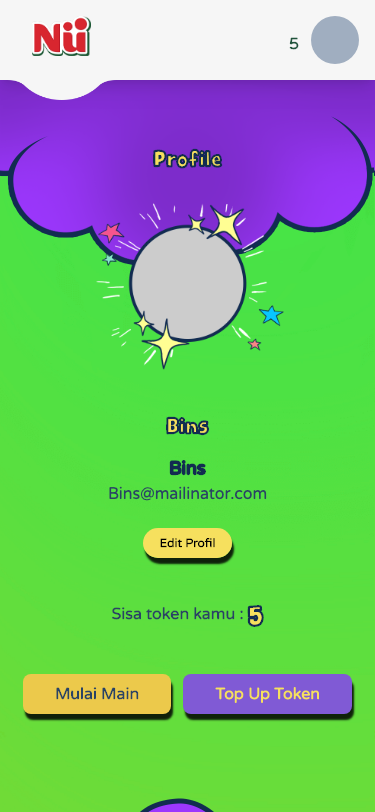 Nü
5
Profile
Bins
Bins
Bins@mailinator.com
Edit Profil
Sisa token kamu : 5
Mulai Main
Top Up Token